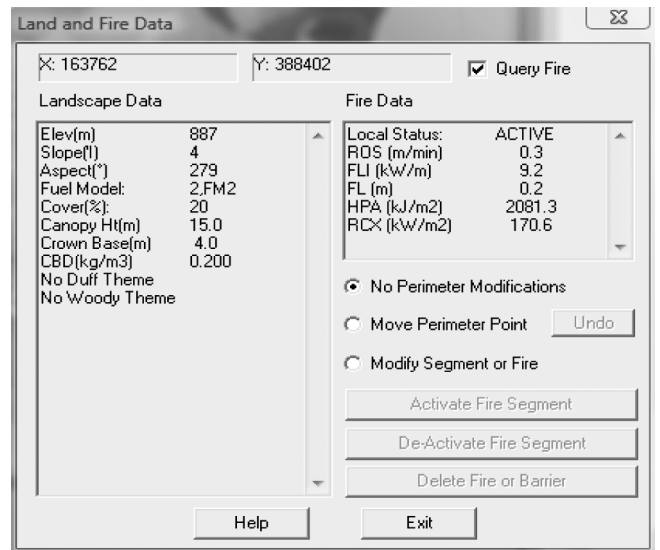 Land and Fire Data
X: 163762 Y: 388402 Query Fire
Landscape Data
Elev(m) 887
Slope(°) 4
Aspect(°) 279
Fuel Model: 2,FM2
Cover(%): 20
Canopy Ht(m) 15.0
Crown Base(m) 4.0
CBD(kg/m3) 0.200
No Duff Theme
No Woody Theme
Fire Data
Local Status: ACTIVE
ROS (m/min) 0.3
FLI (kW/m) 9.2
FL (m) 0.2
HPA (kJ/m2) 2081.3
RCX (kW/m2) 170.6
No Perimeter Modifications
Move Perimeter Point Undo
Modify Segment or Fire
Activate Fire Segment
De-Activate Fire Segment
Delete Fire or Barrier
Help Exit